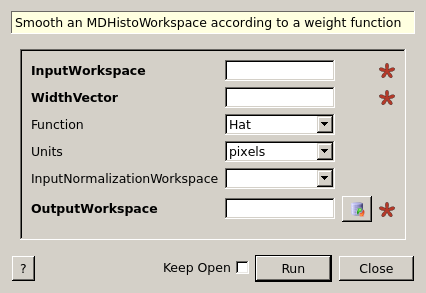 Smooth an MDHistoWorkspace according to a weight function
InputWorkspace
WidthVector
Function Hat
Units pixels
InputNormalizationWorkspace
OutputWorkspace
? Keep Open Run Close